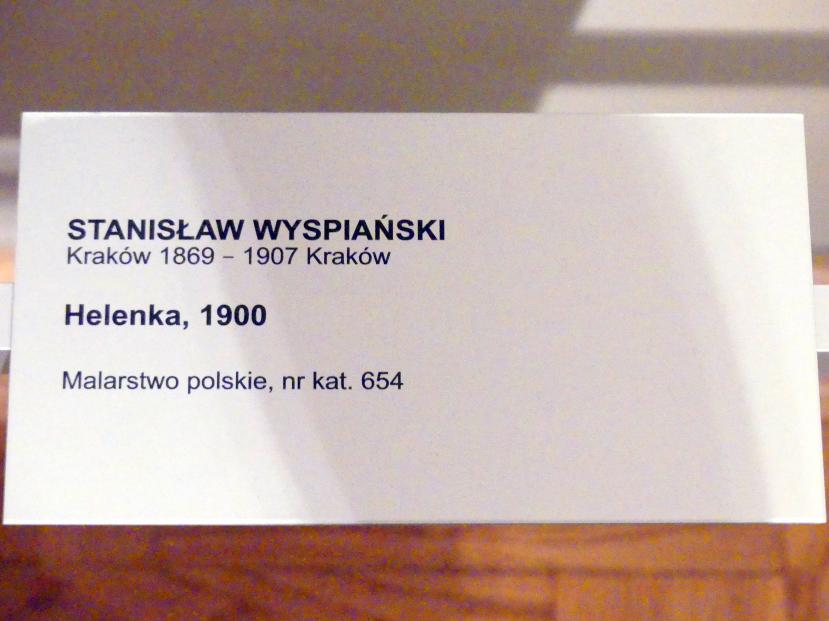 STANISŁAW WYSPIAŃSKI
Kraków 1869 – 1907 Kraków
Helenka, 1900
Malarstwo polskie, nr kat. 654